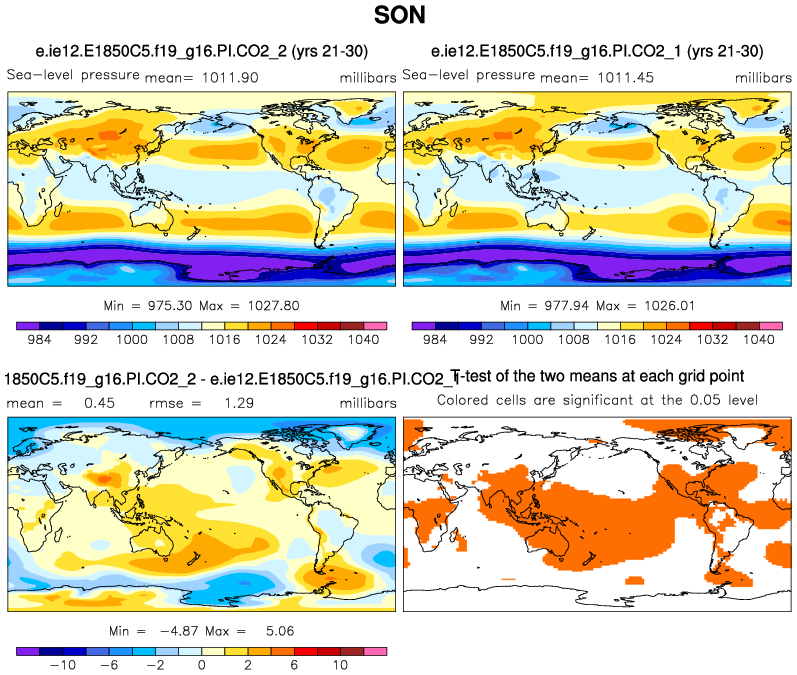 SON
e.ie12.E1850C5.f19_g16.PI.CO2_2 (yrs 21-30)
Sea-level pressure mean= 1011.90 millibars
Min = 975.30 Max = 1027.80
984 992 1000 1008 1016 1024 1032 1040
e.ie12.E1850C5.f19_g16.PI.CO2_1 (yrs 21-30)
Sea-level pressure mean= 1011.45 millibars
Min = 977.94 Max = 1026.01
984 992 1000 1008 1016 1024 1032 1040
1850C5.f19_g16.PI.CO2_2 - e.ie12.E1850C5.f19_g16.PI.CO2_1
mean = 0.45 rmse = 1.29 millibars
Min = -4.87 Max = 5.06
-10 -6 -2 0 2 6 10
T-test of the two means at each grid point
Colored cells are significant at the 0.05 level